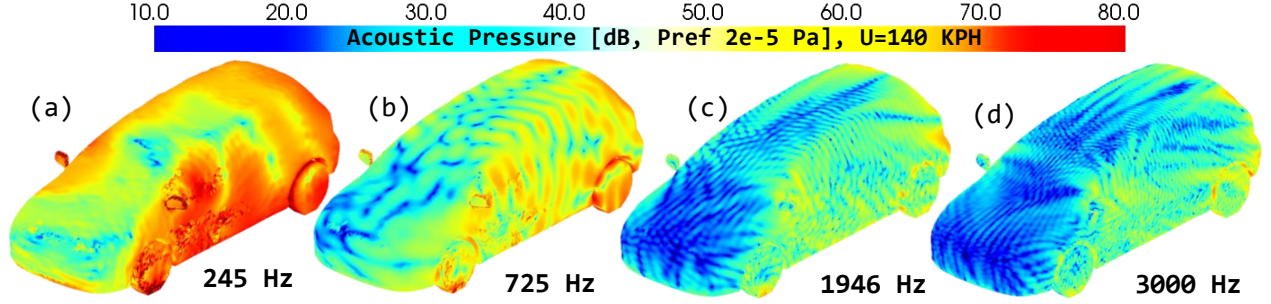 10.0 20.0 30.0 40.0 50.0 60.0 70.0 80.0
Acoustic Pressure [dB, Pref 2e-5 Pa], U=140 KPH
(a) (b) (c) (d)
245 Hz 725 Hz 1946 Hz 3000 Hz